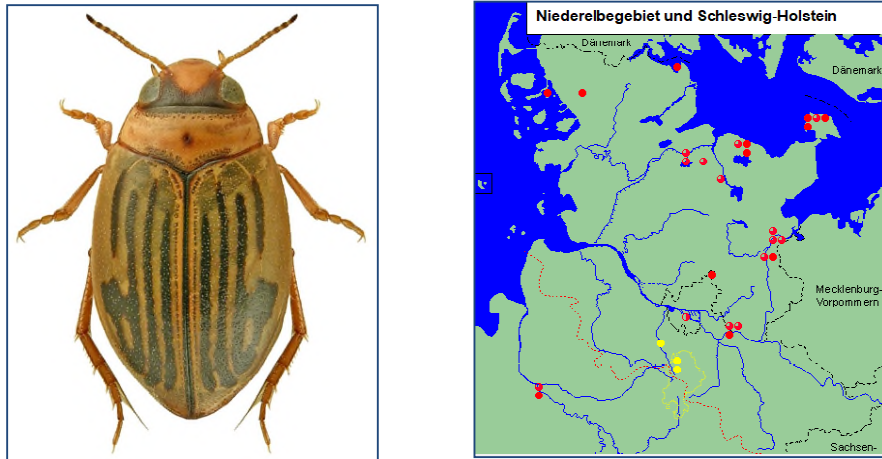 Niederelbegebiet und Schleswig-Holstein
Dänemark
Dänemark
Mecklenburg-
Vorpommern
Sachsen-